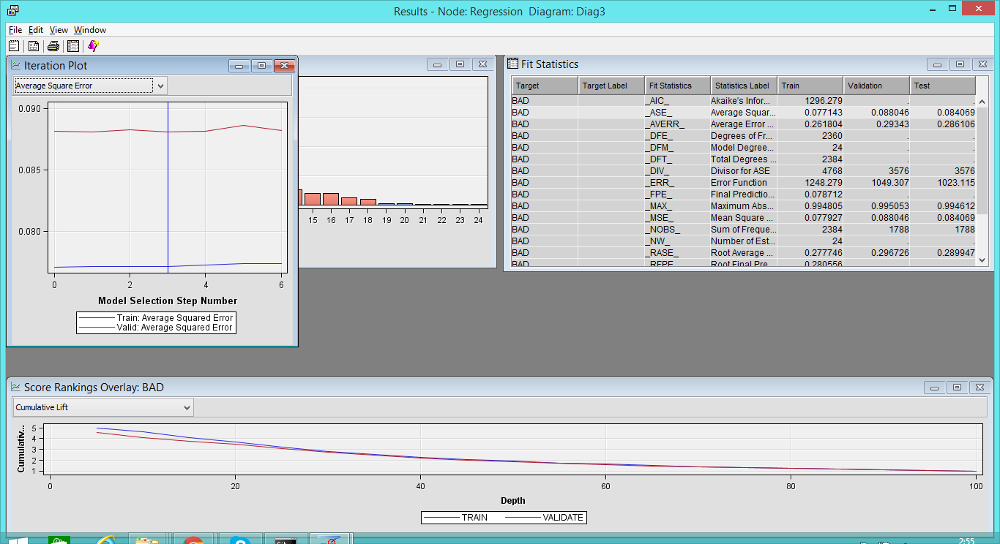 Results - Node: Regression Diagram: Diag3
File Edit View Window
Iteration Plot
Average Square Error
0.090
0.085
0.080
0 2 4 6
Model Selection Step Number
Train: Average Squared Error
Valid: Average Squared Error
15 16 17 18 19 20 21 22 23 24
Fit Statistics
Target Target Label Fit Statistics Statistics Label Train Validation Test
BAD _AIC_ Akaike's Infor... 1296.279 . .
BAD _ASE_ Average Squar... 0.077143 0.088046 0.084069
BAD _AVERR_ Average Error ... 0.261804 0.29343 0.286106
BAD _DFE_ Degrees of Fr... 2360 . .
BAD _DFM_ Model Degree... 24 . .
BAD _DFT_ Total Degrees ... 2384 . .
BAD _DIV_ Divisor for ASE 4768 3576 3576
BAD _ERR_ Error Function 1248.279 1049.307 1023.115
BAD _FPE_ Final Predictio... 0.078712 . .
BAD _MAX_ Maximum Abs... 0.994805 0.995053 0.994612
BAD _MSE_ Mean Square ... 0.077927 0.088046 0.084069
BAD _NOBS_ Sum of Freque... 2384 1788 1788
BAD _NW_ Number of Est... 24 . .
BAD _RASE_ Root Average ... 0.277746 0.296726 0.289947
BAD _RFPE_ Root Final Pre... 0.280556 . .
Score Rankings Overlay: BAD
Cumulative Lift
Cumulativ...
5
4
3
2
1
0 20 40 60 80 100
Depth
TRAIN VALIDATE
2:55